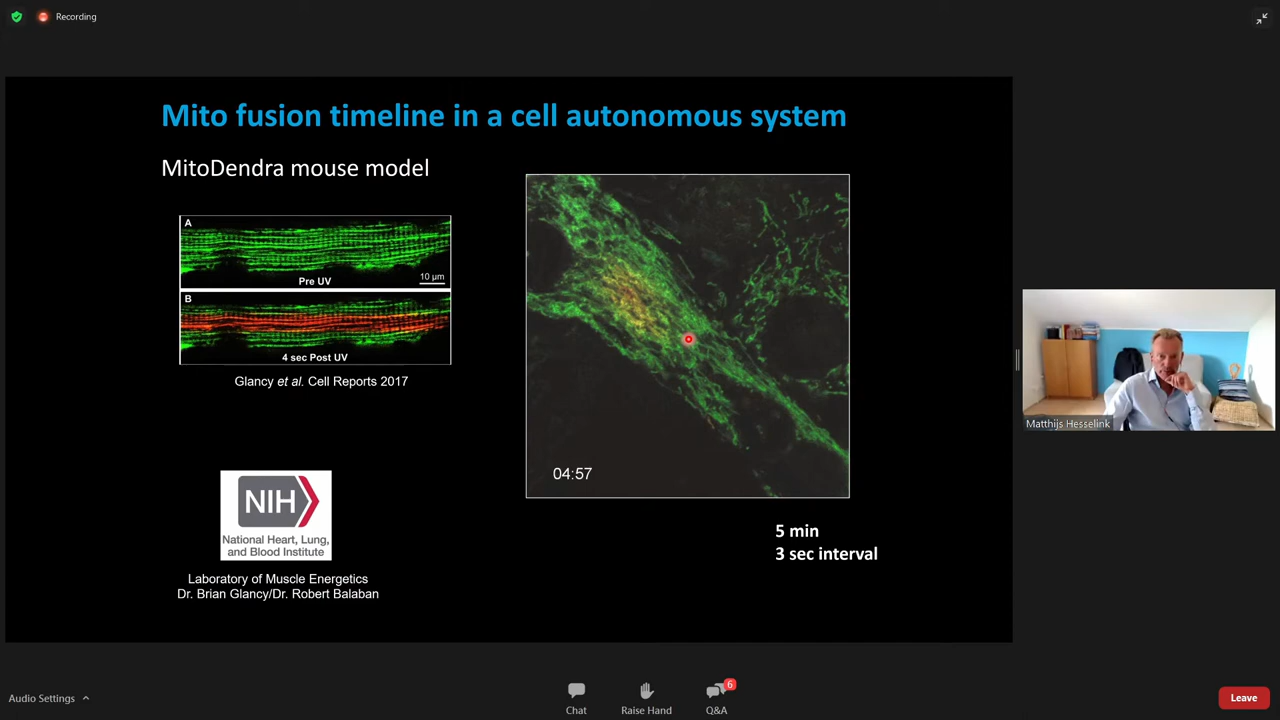 Recording
Mito fusion timeline in a cell autonomous system
MitoDendra mouse model
A
10 µm
Pre UV
B
4 sec Post UV
Glancy et al. Cell Reports 2017
04:57
5 min
3 sec interval
NIH
National Heart, Lung,
and Blood Institute
Laboratory of Muscle Energetics
Dr. Brian Glancy/Dr. Robert Balaban
Matthijs Hesselink
Audio Settings
Chat
Raise Hand
6
Q&A
Leave